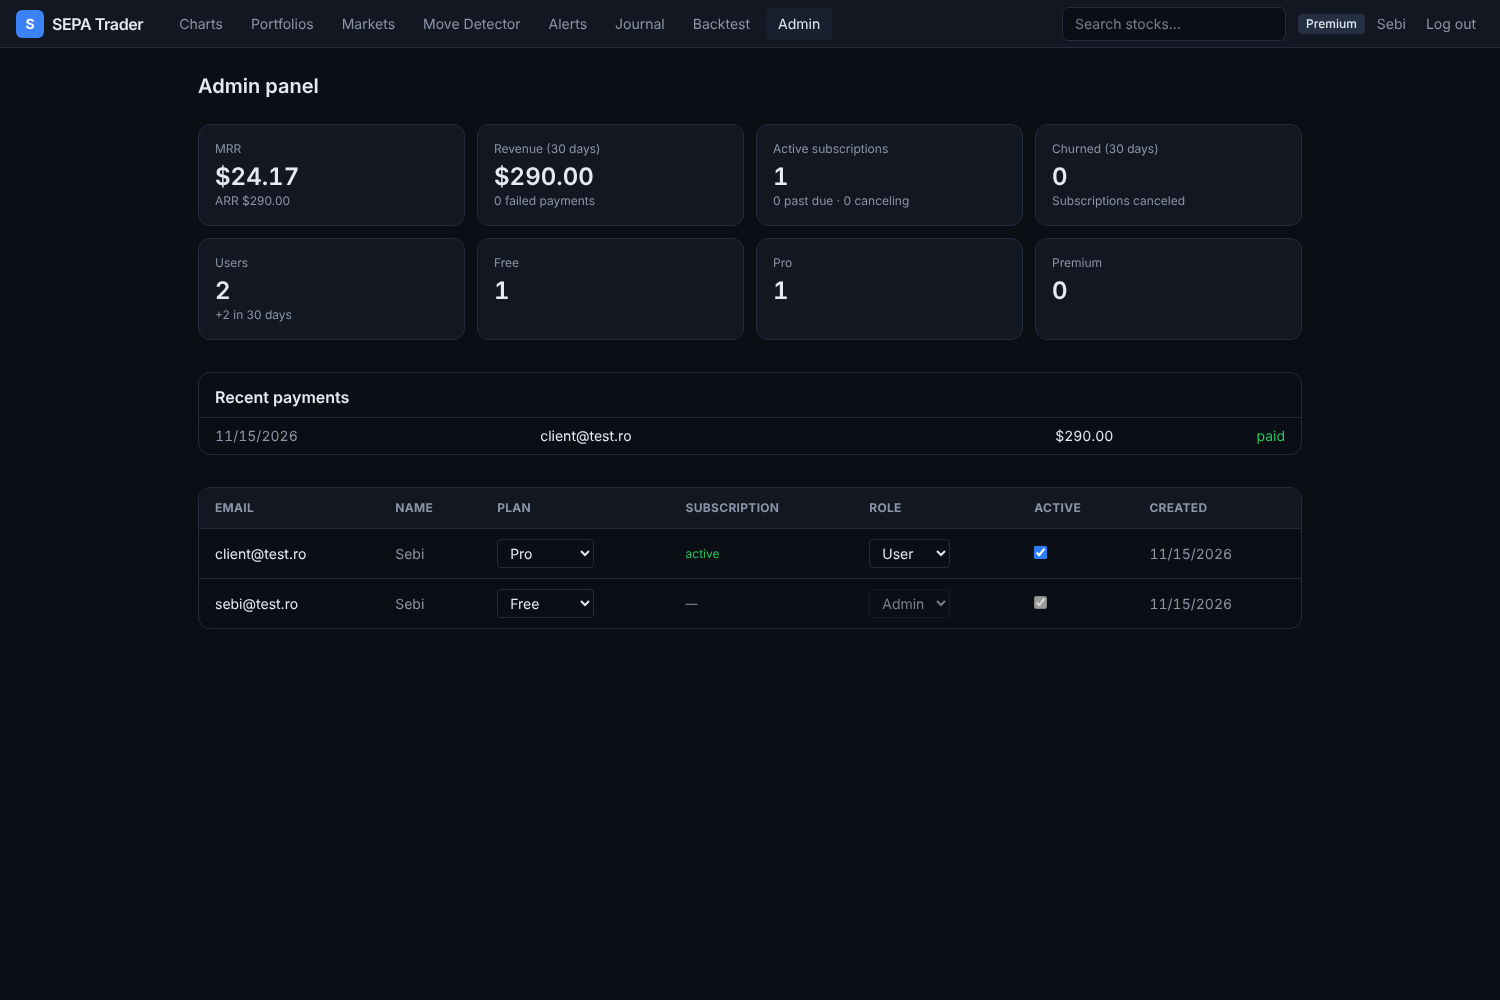 S SEPA Trader Charts Portfolios Markets Move Detector Alerts Journal Backtest Admin Search stocks... Premium Sebi Log out
Admin panel
MRR Revenue (30 days) Active subscriptions Churned (30 days)
$24.17 $290.00 1 0
ARR $290.00 0 failed payments 0 past due · 0 canceling Subscriptions canceled
Users Free Pro Premium
2 1 1 0
+2 in 30 days
Recent payments
11/15/2026 client@test.ro $290.00 paid
EMAIL NAME PLAN SUBSCRIPTION ROLE ACTIVE CREATED
client@test.ro Sebi Pro active User 11/15/2026
sebi@test.ro Sebi Free — Admin 11/15/2026